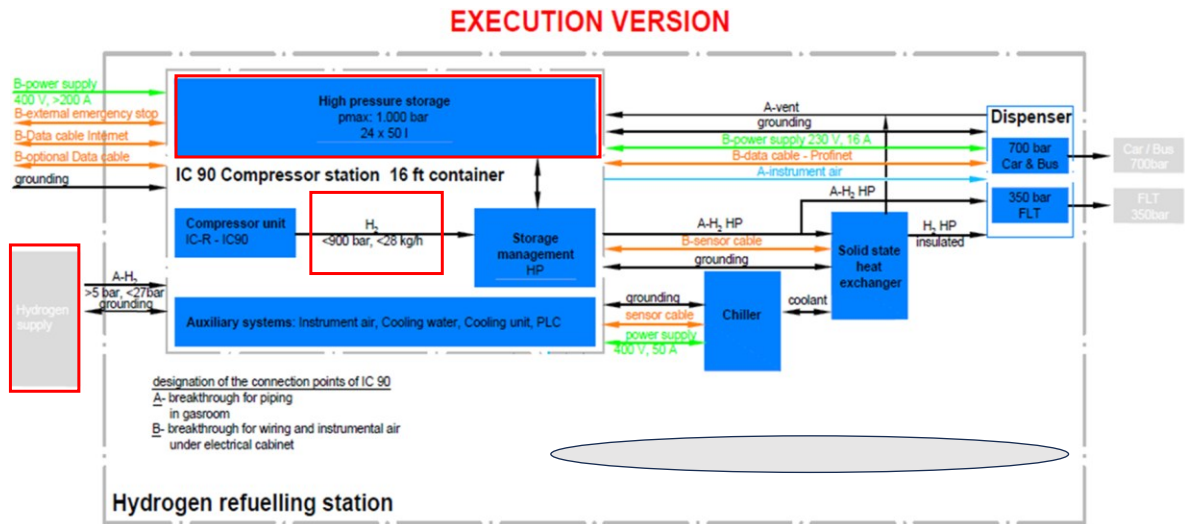 EXECUTION VERSION
B-power supply
400 V, >200 A
B-external emergency stop
B-Data cable Internet
B-optional Data cable
grounding
High pressure storage
pmax: 1.000 bar
24 x 50 l
IC 90 Compressor station 16 ft container
Compressor unit
IC-R - IC90
H₂
<900 bar, <28 kg/h
Storage
management
HP
Auxiliary systems: Instrument air, Cooling water, Cooling unit, PLC
A-H₂
>5 bar, <27bar
grounding
Hydrogen
supply
A-vent
grounding
B-power supply 230 V, 16 A
B-data cable - Profinet
A-instrument air
A-H₂ HP
A-H₂ HP
B-sensor cable
grounding
grounding
sensor cable
power supply
400 V, 50 A
Chiller
coolant
Solid state
heat
exchanger
H₂ HP
insulated
Dispenser
700 bar
Car & Bus
350 bar
FLT
Car / Bus
700bar
FLT
350bar
designation of the connection points of IC 90
A- breakthrough for piping
in gasroom
B- breakthrough for wiring and instrumental air
under electrical cabinet
Hydrogen refuelling station